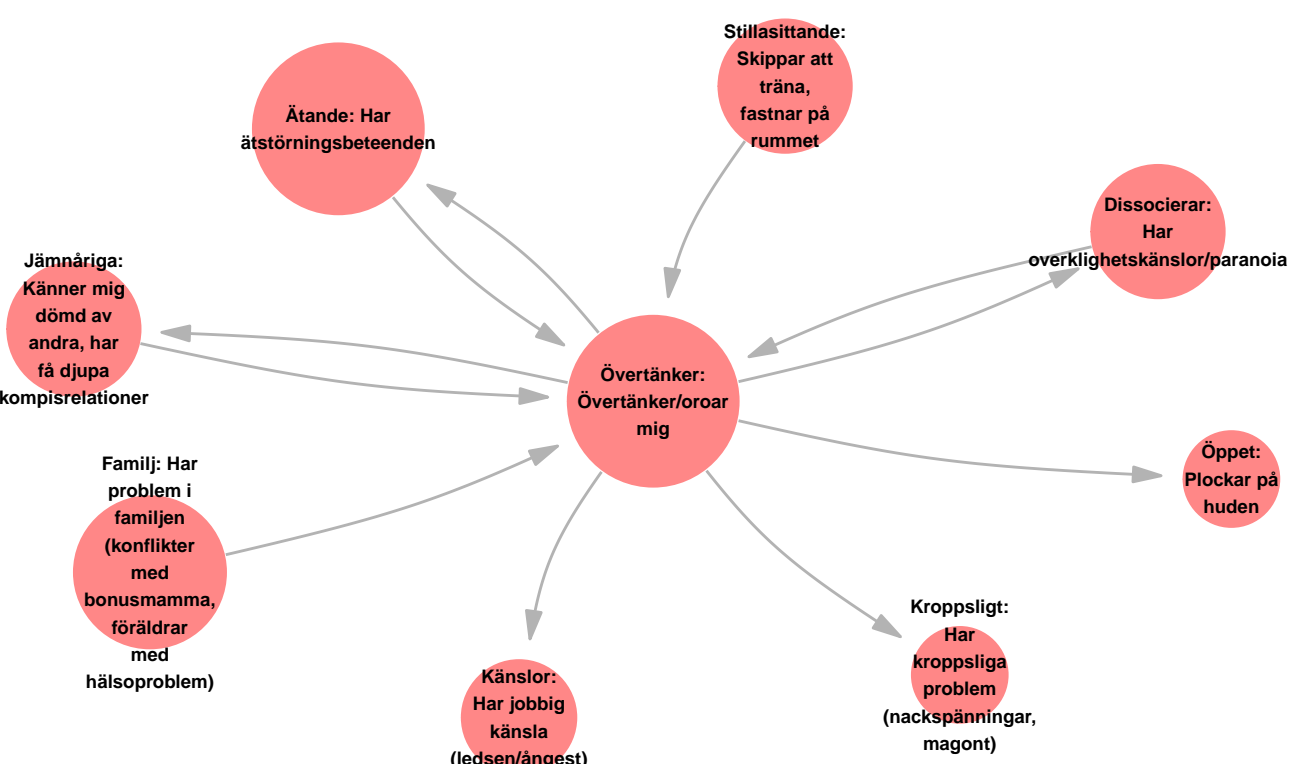 Stillasittande:
Skippar att
träna,
fastnar på
rummet
Ätande: Har
ätstörningsbeteenden
Dissocierar:
Har
overklighetskänslor/paranoia
Jämnåriga:
Känner mig
dömd av
andra, har
få djupa
kompisrelationer
Övertänker:
Övertänker/oroar
mig
Familj: Har
problem i
familjen
(konflikter
med
bonusmamma,
föräldrar
med
hälsoproblem)
Öppet:
Plockar på
huden
Kroppsligt:
Har
kroppsliga
problem
(nackspänningar,
magont)
Känslor:
Har jobbig
känsla
(ledsen/ångest)